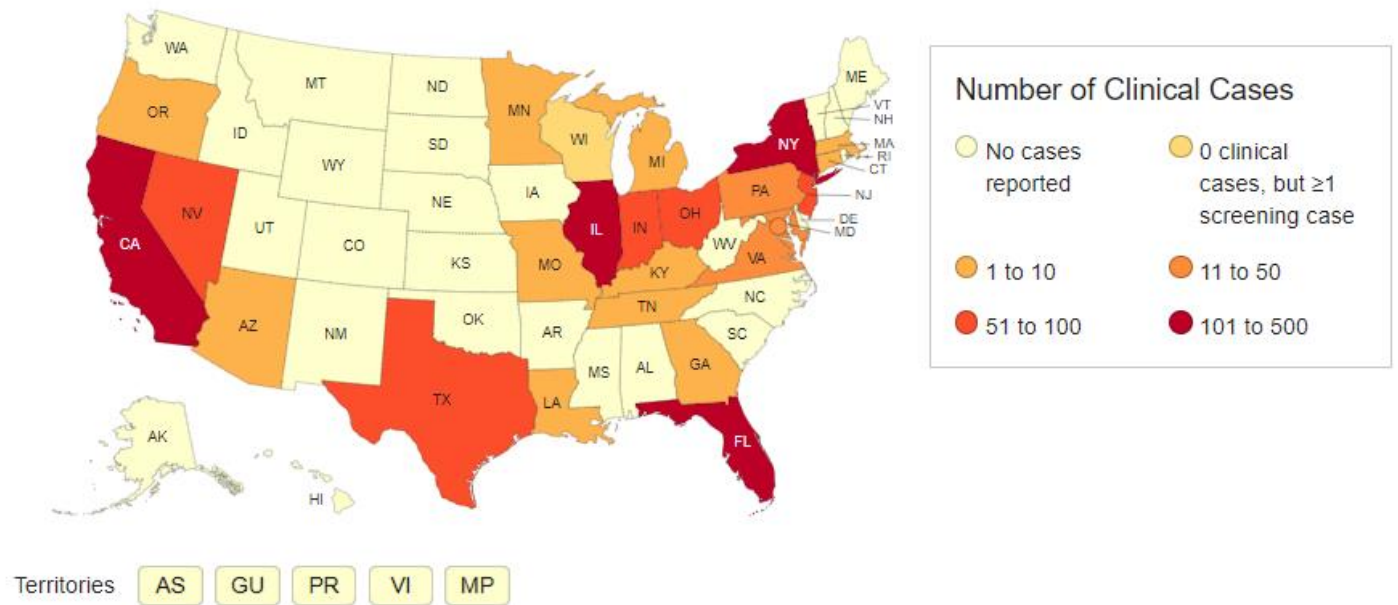 WA
MT
ND
MN
ME
VT
NH
OR
ID
SD
WI
NY
MA
RI
CT
WY
MI
IA
PA
NJ
NE
NV
OH
DE
MD
UT
IL
IN
WV
CA
CO
VA
KS
MO
KY
NC
TN
AZ
OK
NM
AR
SC
MS
AL
GA
TX
LA
AK
FL
HI
Territories AS GU PR VI MP
Number of Clinical Cases
No cases
reported
0 clinical
cases, but ≥1
screening case
1 to 10
11 to 50
51 to 100
101 to 500